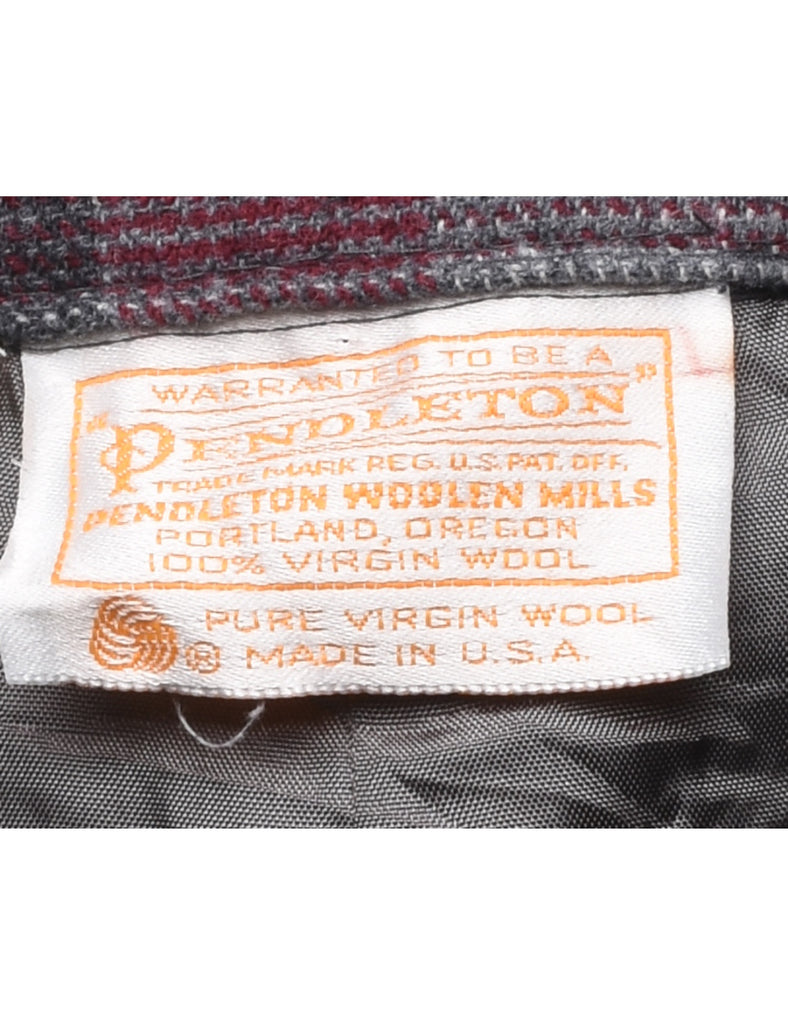 WARRANTED TO BE A
"PENDLETON"
TRADE MARK REG. U.S. PAT. OFF.
PENDLETON WOOLEN MILLS
PORTLAND, OREGON
100% VIRGIN WOOL
PURE VIRGIN WOOL
® MADE IN U.S.A.